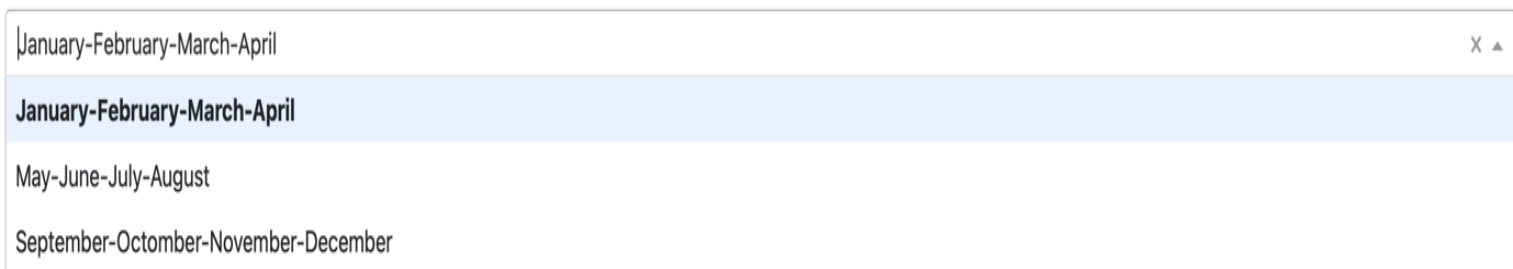 January-February-March-April
January-February-March-April
May-June-July-August
September-Octomber-November-December